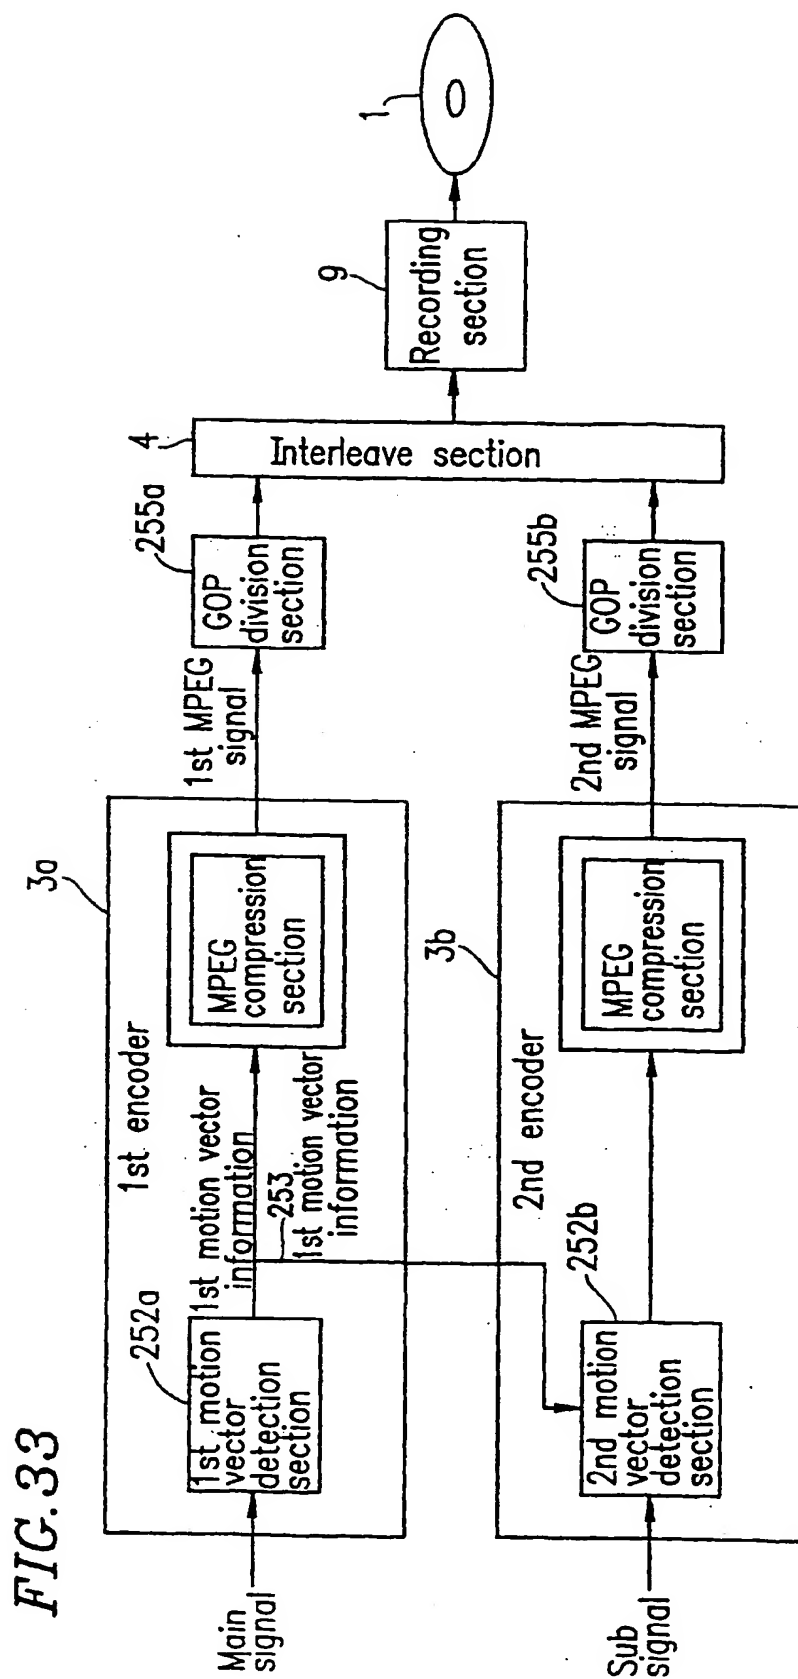 FIG.33
Main
signal
3a
1st encoder
252a
1st motion
vector
detection
section
1st motion vector
information
253
1st motion vector
information
MPEG
compression
section
1st MPEG
signal
255a
GOP
division
section
4
Interleave section
9
Recording
section
1
Sub
signal
3b
2nd encoder
252b
2nd motion
vector
detection
section
MPEG
compression
section
2nd MPEG
signal
255b
GOP
division
section